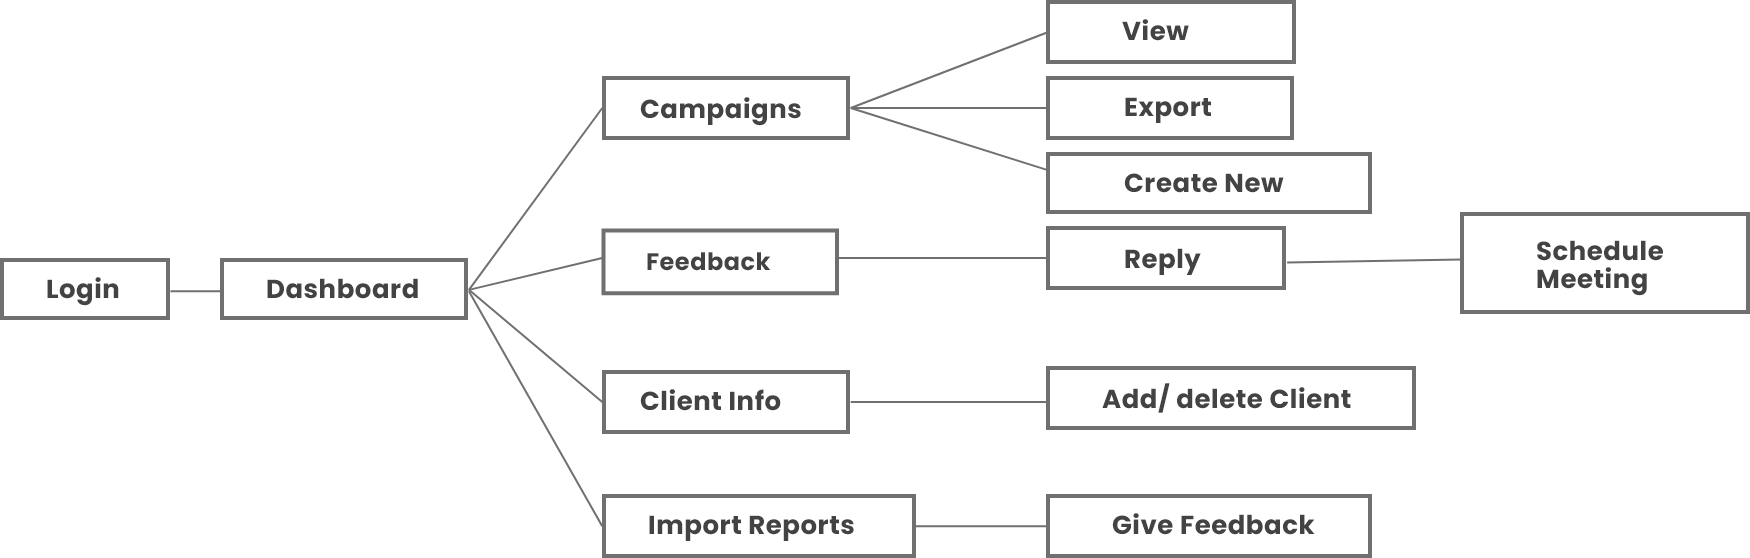 View
Campaigns
Export
Create New
Login
Dashboard
Feedback
Reply
Schedule
Meeting
Client Info
Add/ delete Client
Import Reports
Give Feedback